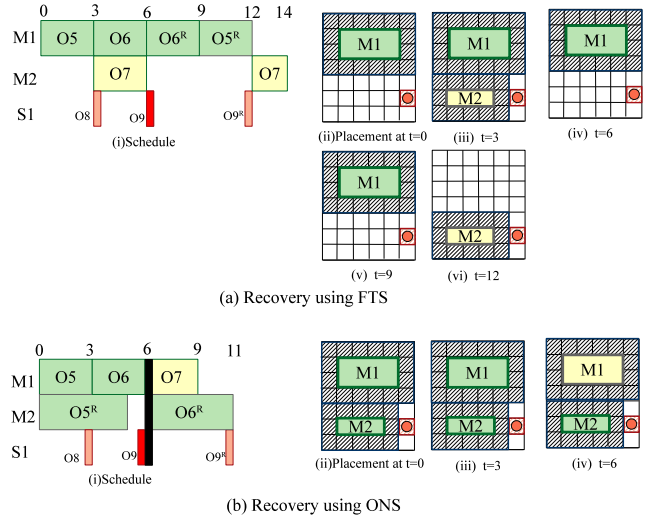 0 3 6 9 12 14
M1 O5 O6 O6ᴿ O5ᴿ
M2 O7
S1 O8 O9 O9ᴿ
(i)Schedule
M1 M1 M1
M2
(ii)Placement at t=0 (iii) t=3 (iv) t=6
M1 M2
(v) t=9 (vi) t=12
(a) Recovery using FTS
0 3 6 9 11
M1 O5 O6 O7
M2 O5ᴿ O6ᴿ
S1 O8 O9 O9ᴿ
(i)Schedule
M1 M1 M1
M2 M2 M2
(ii)Placement at t=0 (iii) t=3 (iv) t=6
(b) Recovery using ONS